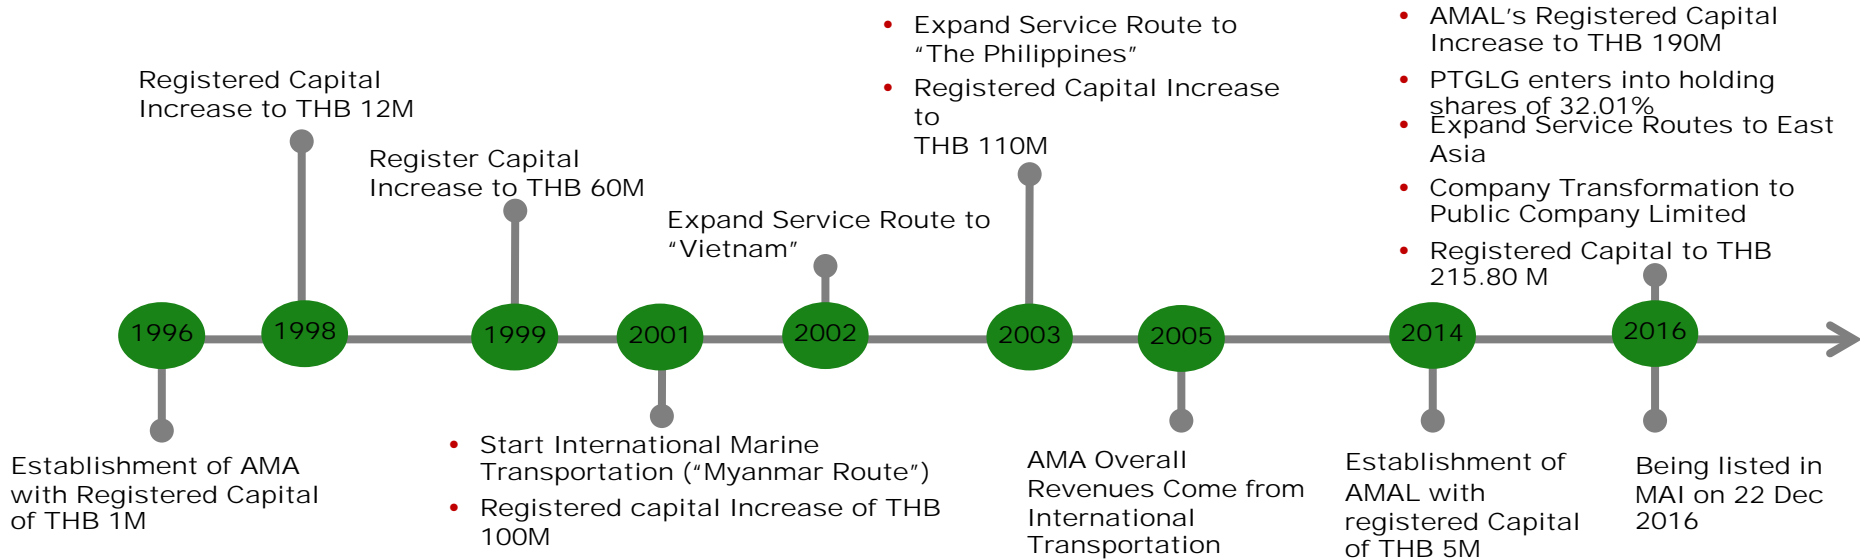 Registered Capital
Increase to THB 12M
Register Capital
Increase to THB 60M
Expand Service Route to
“Vietnam”
• Expand Service Route to
“The Philippines”
• Registered Capital Increase
to
THB 110M
• AMAL’s Registered Capital
Increase to THB 190M
• PTGLG enters into holding
shares of 32.01%
• Expand Service Routes to East
Asia
• Company Transformation to
Public Company Limited
• Registered Capital to THB
215.80 M
1996
1998
1999
2001
2002
2003
2005
2014
2016
Establishment of AMA
with Registered Capital
of THB 1M
• Start International Marine
Transportation (“Myanmar Route”)
• Registered capital Increase of THB
100M
AMA Overall
Revenues Come from
International
Transportation
Establishment of
AMAL with
registered Capital
of THB 5M
Being listed in
MAI on 22 Dec
2016